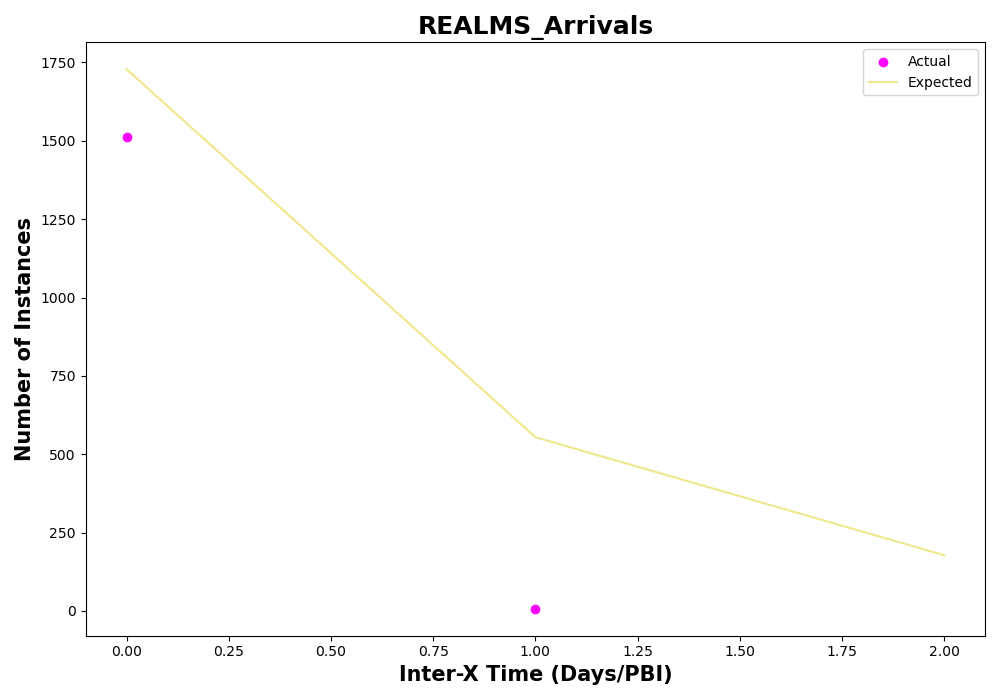 REALMS_Arrivals
Actual
Expected
Number of Instances
1750
1500
1250
1000
750
500
250
0
0.00 0.25 0.50 0.75 1.00 1.25 1.50 1.75 2.00
Inter-X Time (Days/PBI)